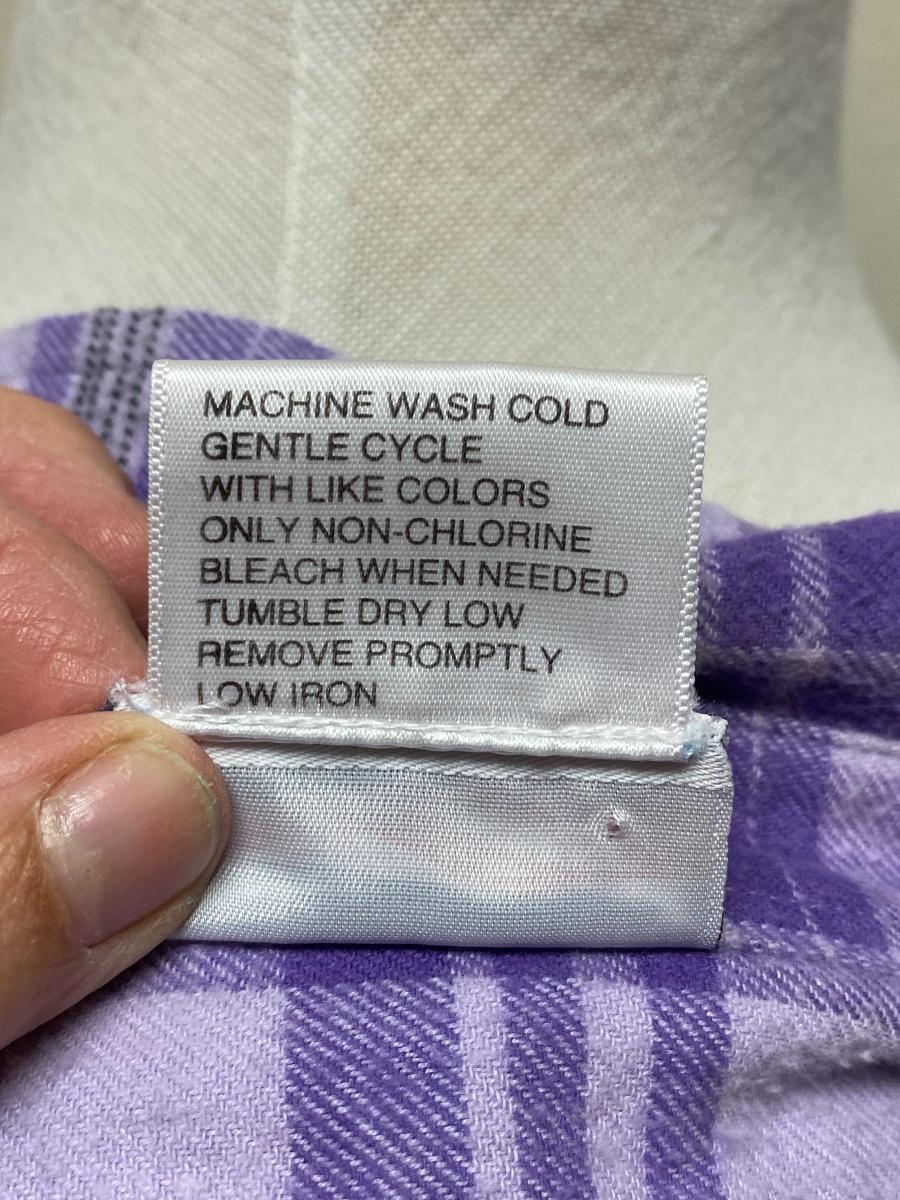 MACHINE WASH COLD
GENTLE CYCLE
WITH LIKE COLORS
ONLY NON-CHLORINE
BLEACH WHEN NEEDED
TUMBLE DRY LOW
REMOVE PROMPTLY
LOW IRON